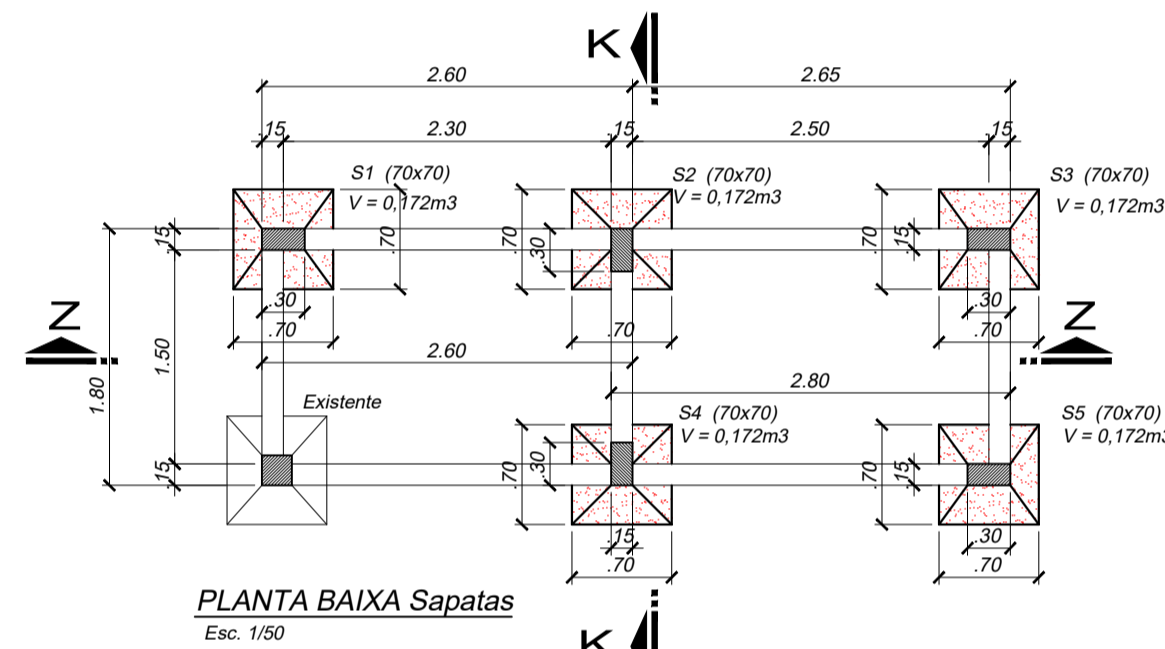 K
2.60
2.65
.15
2.30
.15
2.50
.15
S1 (70x70)
V = 0,172m3
S2 (70x70)
V = 0,172m3
S3 (70x70)
V = 0,172m3
.15
.70
.70
.30
.70
.15
.30
.70
.70
.30
.70
Z
Z
1.80
1.50
2.60
2.80
Existente
S4 (70x70)
V = 0,172m3
S5 (70x70)
V = 0,172m3
.15
.70
.30
.70
.15
.15
.70
.30
.70
PLANTA BAIXA Sapatas
Esc. 1/50
K